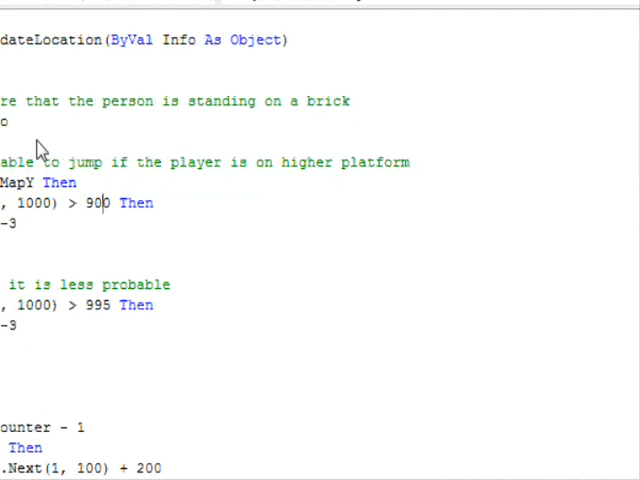 dateLocation(ByVal Info As Object)
re that the person is standing on a brick
o
able to jump if the player is on higher platform
MapY Then
, 1000) > 900 Then
-3
it is less probable
, 1000) > 995 Then
-3
ounter - 1
Then
.Next(1, 100) + 200